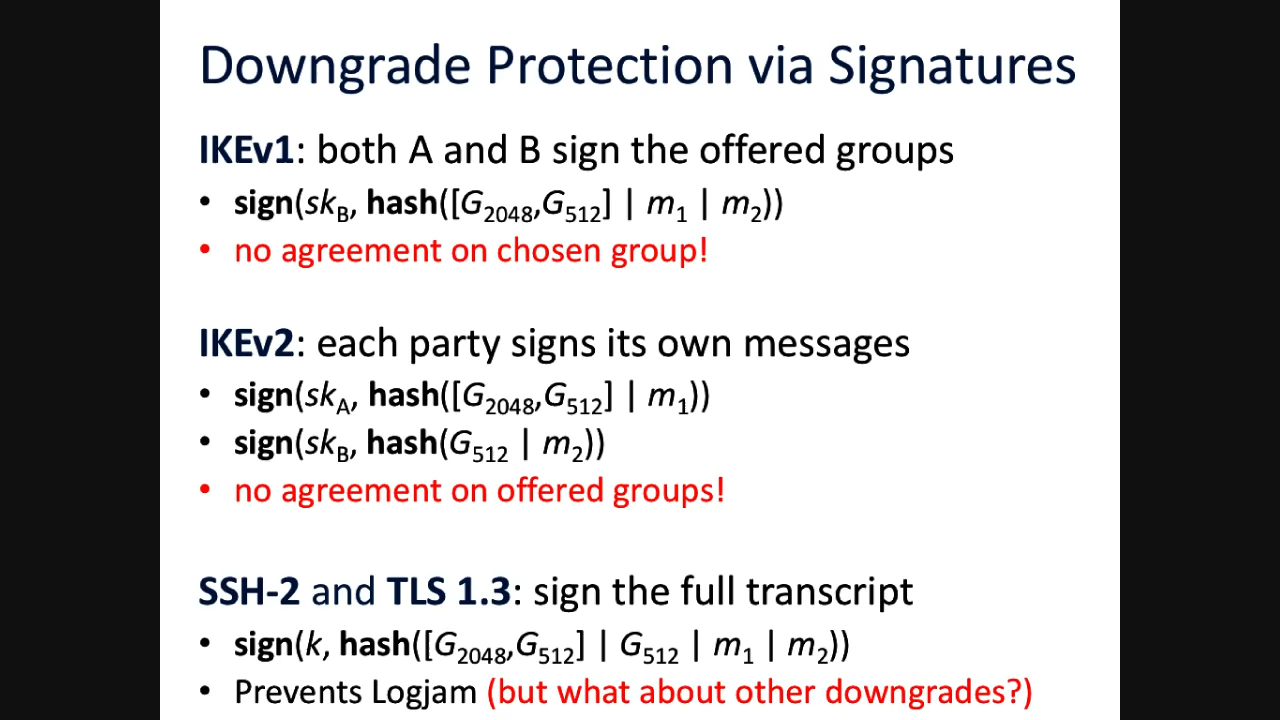 Downgrade Protection via Signatures
IKEv1: both A and B sign the offered groups
• sign(skB, hash([G2048,G512] | m1 | m2))
• no agreement on chosen group!
IKEv2: each party signs its own messages
• sign(skA, hash([G2048,G512] | m1))
• sign(skB, hash(G512 | m2))
• no agreement on offered groups!
SSH-2 and TLS 1.3: sign the full transcript
• sign(k, hash([G2048,G512] | G512 | m1 | m2))
• Prevents Logjam (but what about other downgrades?)